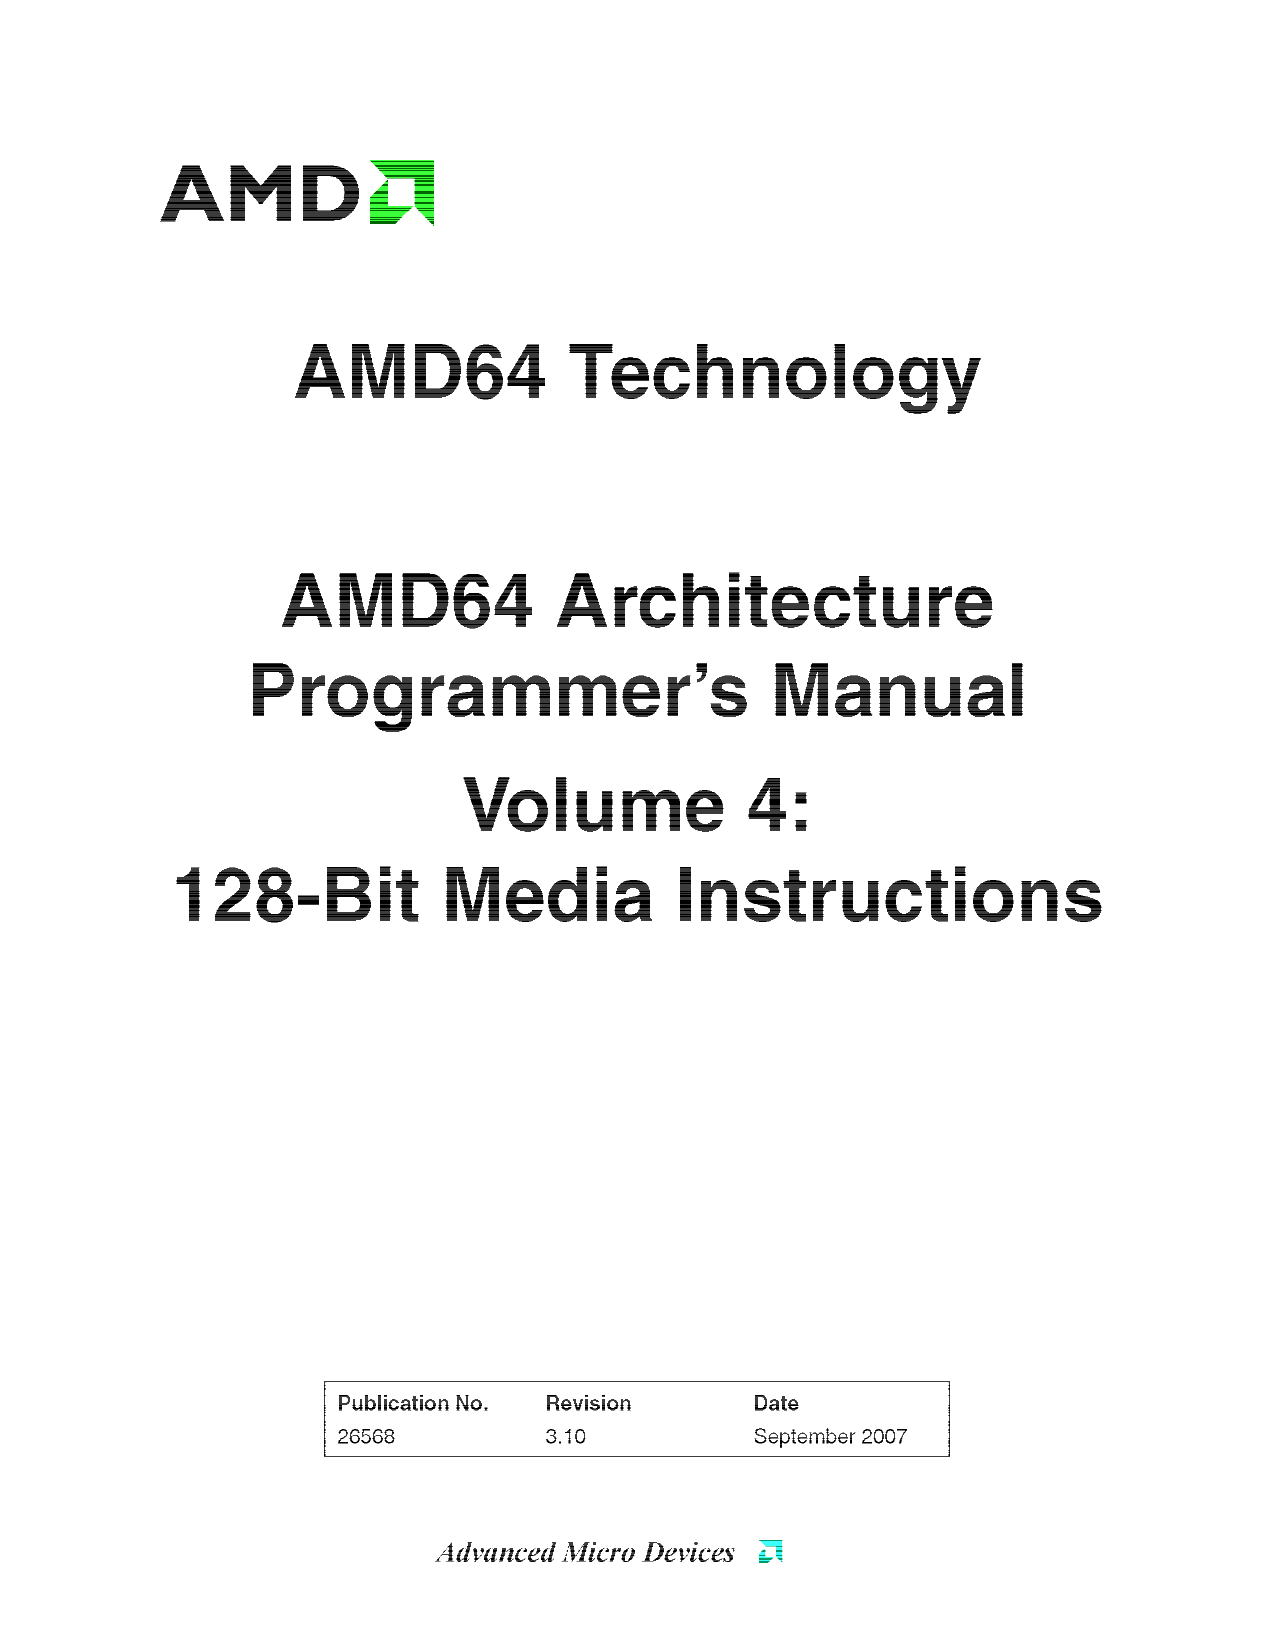 AMD
AMD64 Technology
AMD64 Architecture
Programmer’s Manual
Volume 4:
128-Bit Media Instructions
Publication No. Revision Date
26568 3.10 September 2007
Advanced Micro Devices